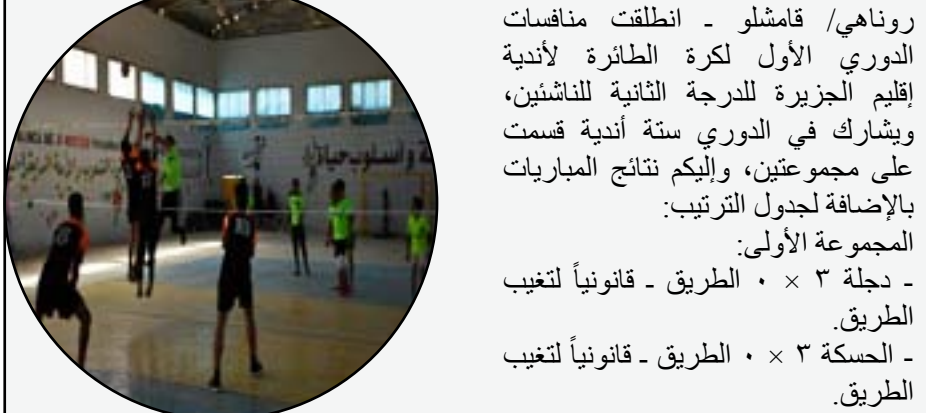 روناهي/ قامشلو ـ انطلقت منافسات
الدوري الأول لكرة الطائرة لأندية
إقليم الجزيرة للدرجة الثانية للناشئين،
ويشارك في الدوري ستة أندية قسمت
على مجموعتين، وإليكم نتائج المباريات
بالإضافة لجدول الترتيب:
المجموعة الأولى:
- دجلة ٣ × ٠ الطريق ـ قانونياً لتغيب
الطريق.
- الحسكة ٣ × ٠ الطريق ـ قانونياً لتغيب
الطريق.